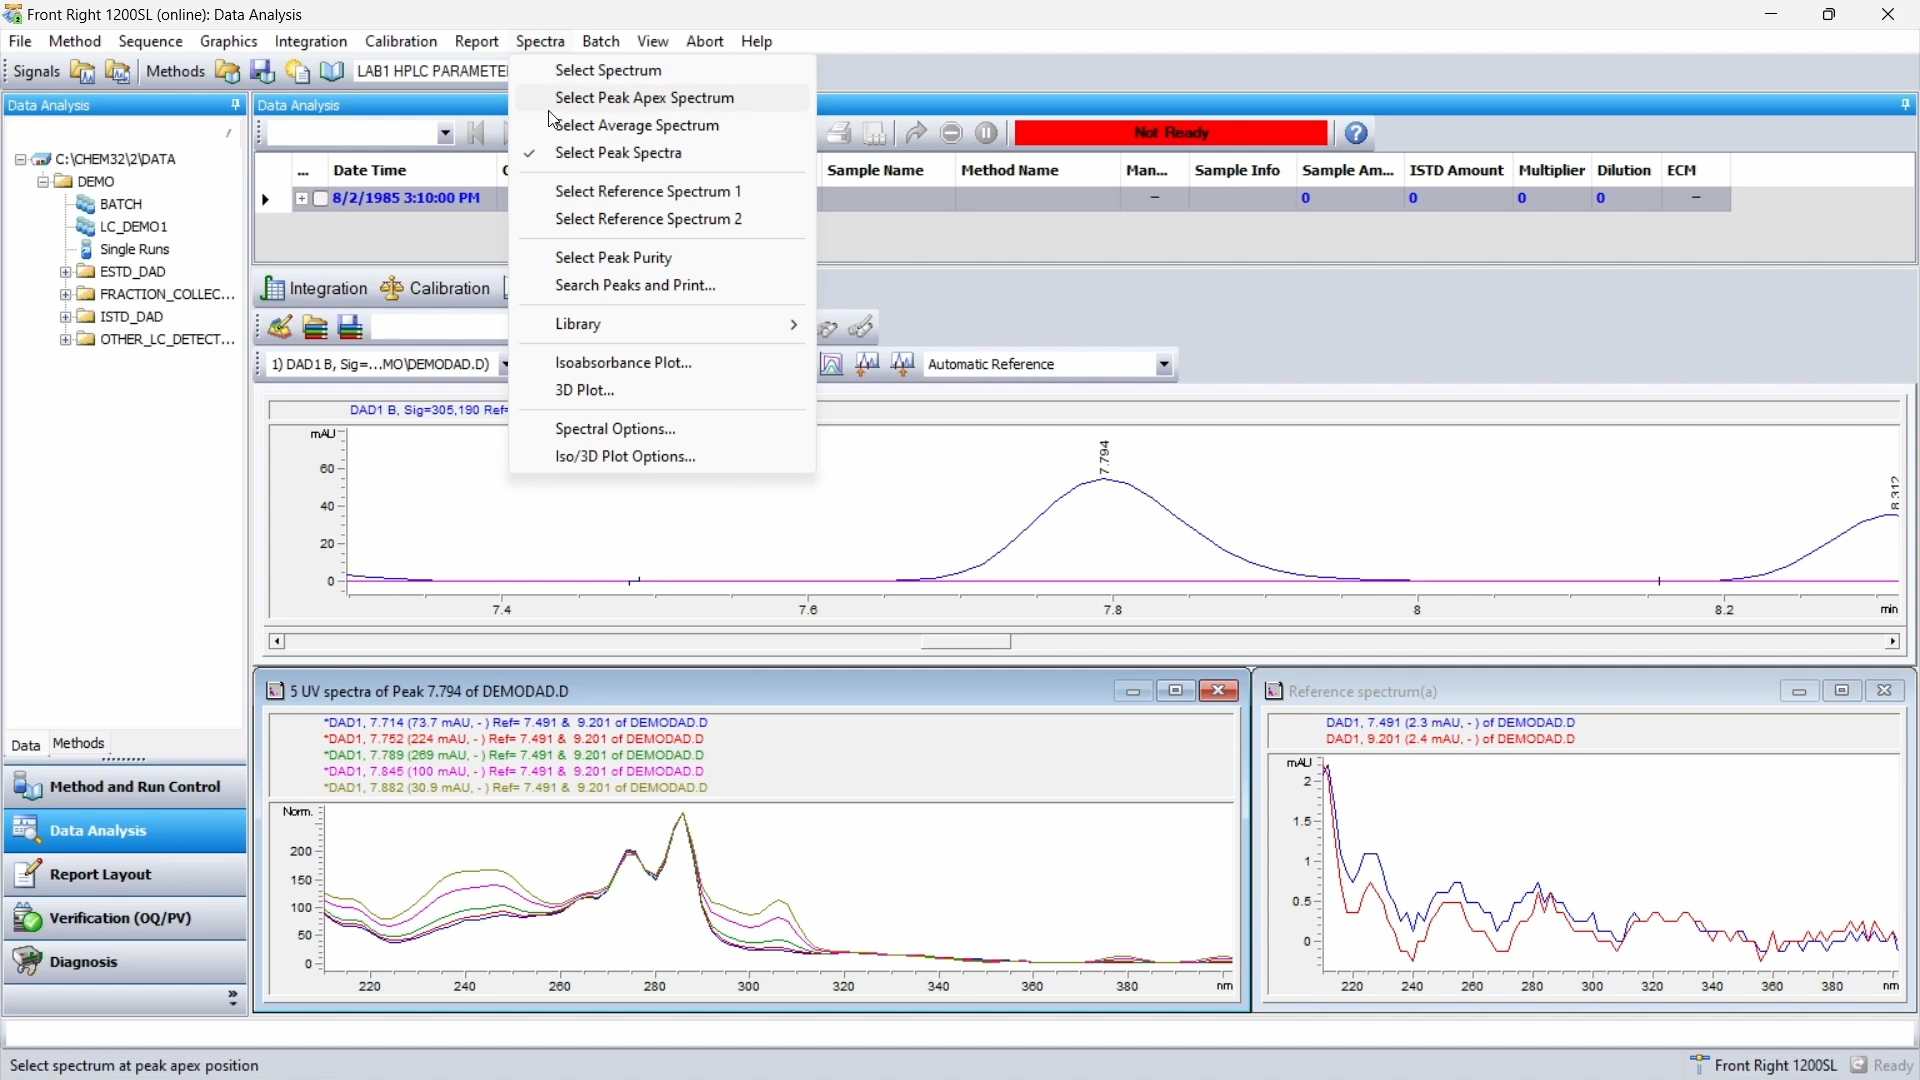 Front Right 1200SL (online): Data Analysis
File Method Sequence Graphics Integration Calibration Report Spectra Batch View Abort Help
Signals Methods LAB1 HPLC PARAMETE
Select Spectrum
Select Peak Apex Spectrum
Select Average Spectrum
Select Peak Spectra
Select Reference Spectrum 1
Select Reference Spectrum 2
Select Peak Purity
Search Peaks and Print...
Library
Isoabsorbance Plot...
3D Plot...
Spectral Options...
Iso/3D Plot Options...
Data Analysis
C:\CHEM32\2\DATA
DEMO
BATCH
LC_DEMO1
Single Runs
ESTD_DAD
FRACTION_COLLEC...
ISTD_DAD
OTHER_LC_DETECT...
Data Methods
Method and Run Control
Data Analysis
Report Layout
Verification (OQ/PV)
Diagnosis
Data Analysis
Not Ready
... Date Time Sample Name Method Name Man... Sample Info Sample Am... ISTD Amount Multiplier Dilution ECM
8/2/1985 3:10:00 PM - 0 0 0 0 -
Integration Calibration
1) DAD1 B, Sig=...MO\DEMODAD.D) Automatic Reference
DAD1 B, Sig=305,190 Ref
mAU
60
40
20
0
7.794
8.312
7.4 7.6 7.8 8 8.2 min
5 UV spectra of Peak 7.794 of DEMODAD.D
*DAD1, 7.714 (73.7 mAU, - ) Ref= 7.491 & 9.201 of DEMODAD.D
*DAD1, 7.752 (224 mAU, - ) Ref= 7.491 & 9.201 of DEMODAD.D
*DAD1, 7.789 (269 mAU, - ) Ref= 7.491 & 9.201 of DEMODAD.D
*DAD1, 7.845 (100 mAU, - ) Ref= 7.491 & 9.201 of DEMODAD.D
*DAD1, 7.882 (30.9 mAU, - ) Ref= 7.491 & 9.201 of DEMODAD.D
Norm.
200
150
100
50
0
220 240 260 280 300 320 340 360 380 nm
Reference spectrum(a)
DAD1, 7.491 (2.3 mAU, - ) of DEMODAD.D
DAD1, 9.201 (2.4 mAU, - ) of DEMODAD.D
mAU
2
1.5
1
0.5
0
220 240 260 280 300 320 340 360 380 nm
Select spectrum at peak apex position
Front Right 1200SL Ready